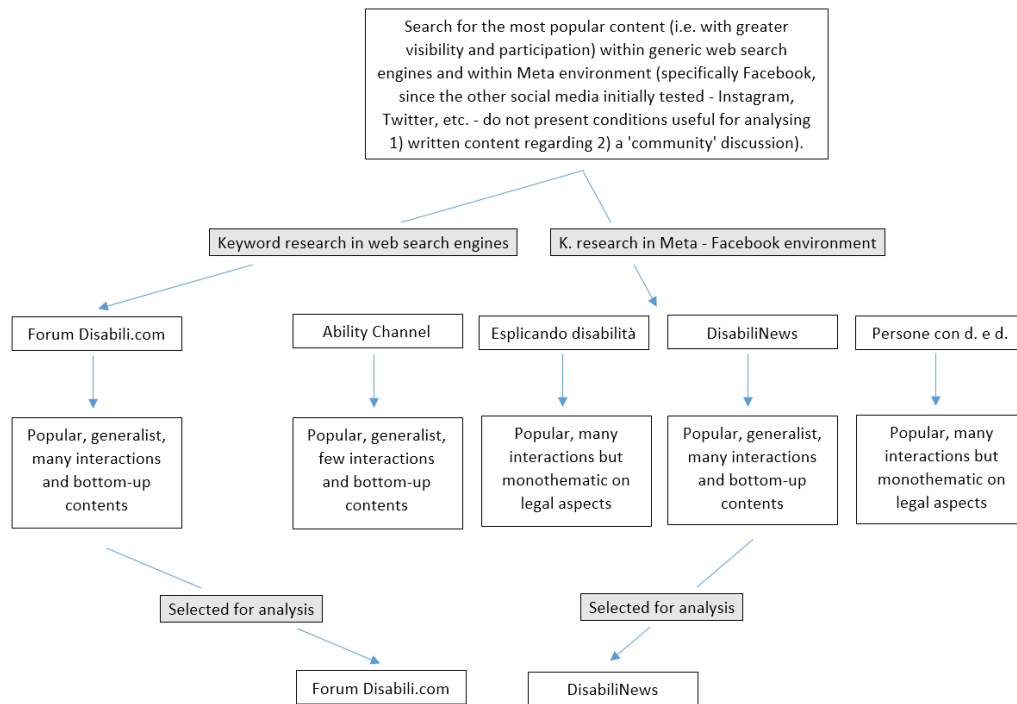 Search for the most popular content (i.e. with greater
visibility and participation) within generic web search
engines and within Meta environment (specifically Facebook,
since the other social media initially tested - Instagram,
Twitter, etc. - do not present conditions useful for analysing
1) written content regarding 2) a 'community' discussion).
Keyword research in web search engines
K. research in Meta - Facebook environment
Forum Disabili.com
Ability Channel
Esplicando disabilità
DisabiliNews
Persone con d. e d.
Popular, generalist,
many interactions
and bottom-up
contents
Popular, generalist,
few interactions
and bottom-up
contents
Popular, many
interactions but
monothematic on
legal aspects
Popular, generalist,
many interactions
and bottom-up
contents
Popular, many
interactions but
monothematic on
legal aspects
Selected for analysis
Selected for analysis
Forum Disabili.com
DisabiliNews